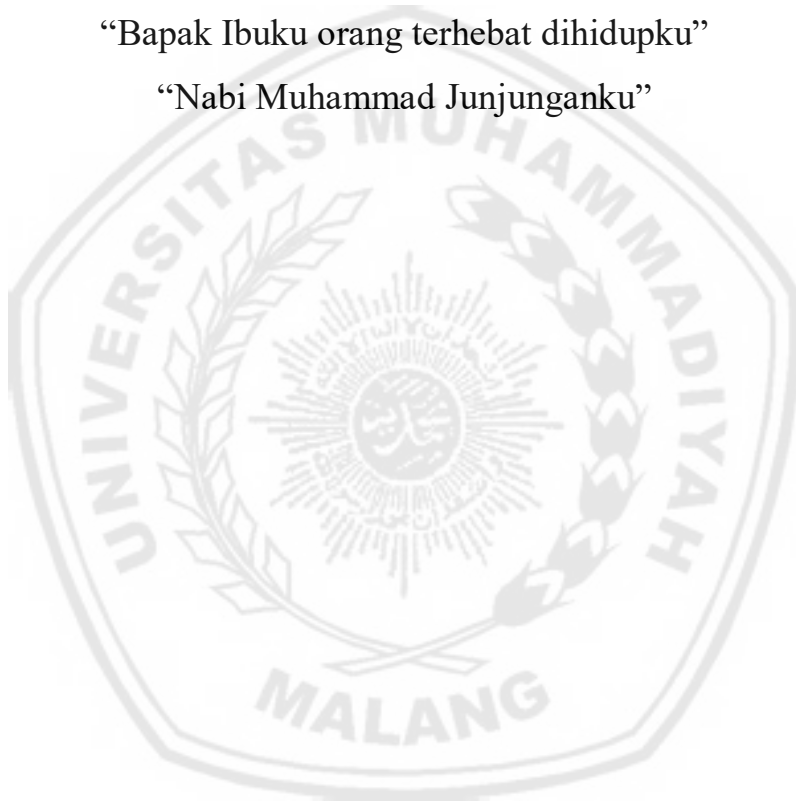 “Bapak Ibuku orang terhebat dihidupku”
“Nabi Muhammad Junjunganku”
UNIVERSITAS MUHAMMADIYAH
MALANG